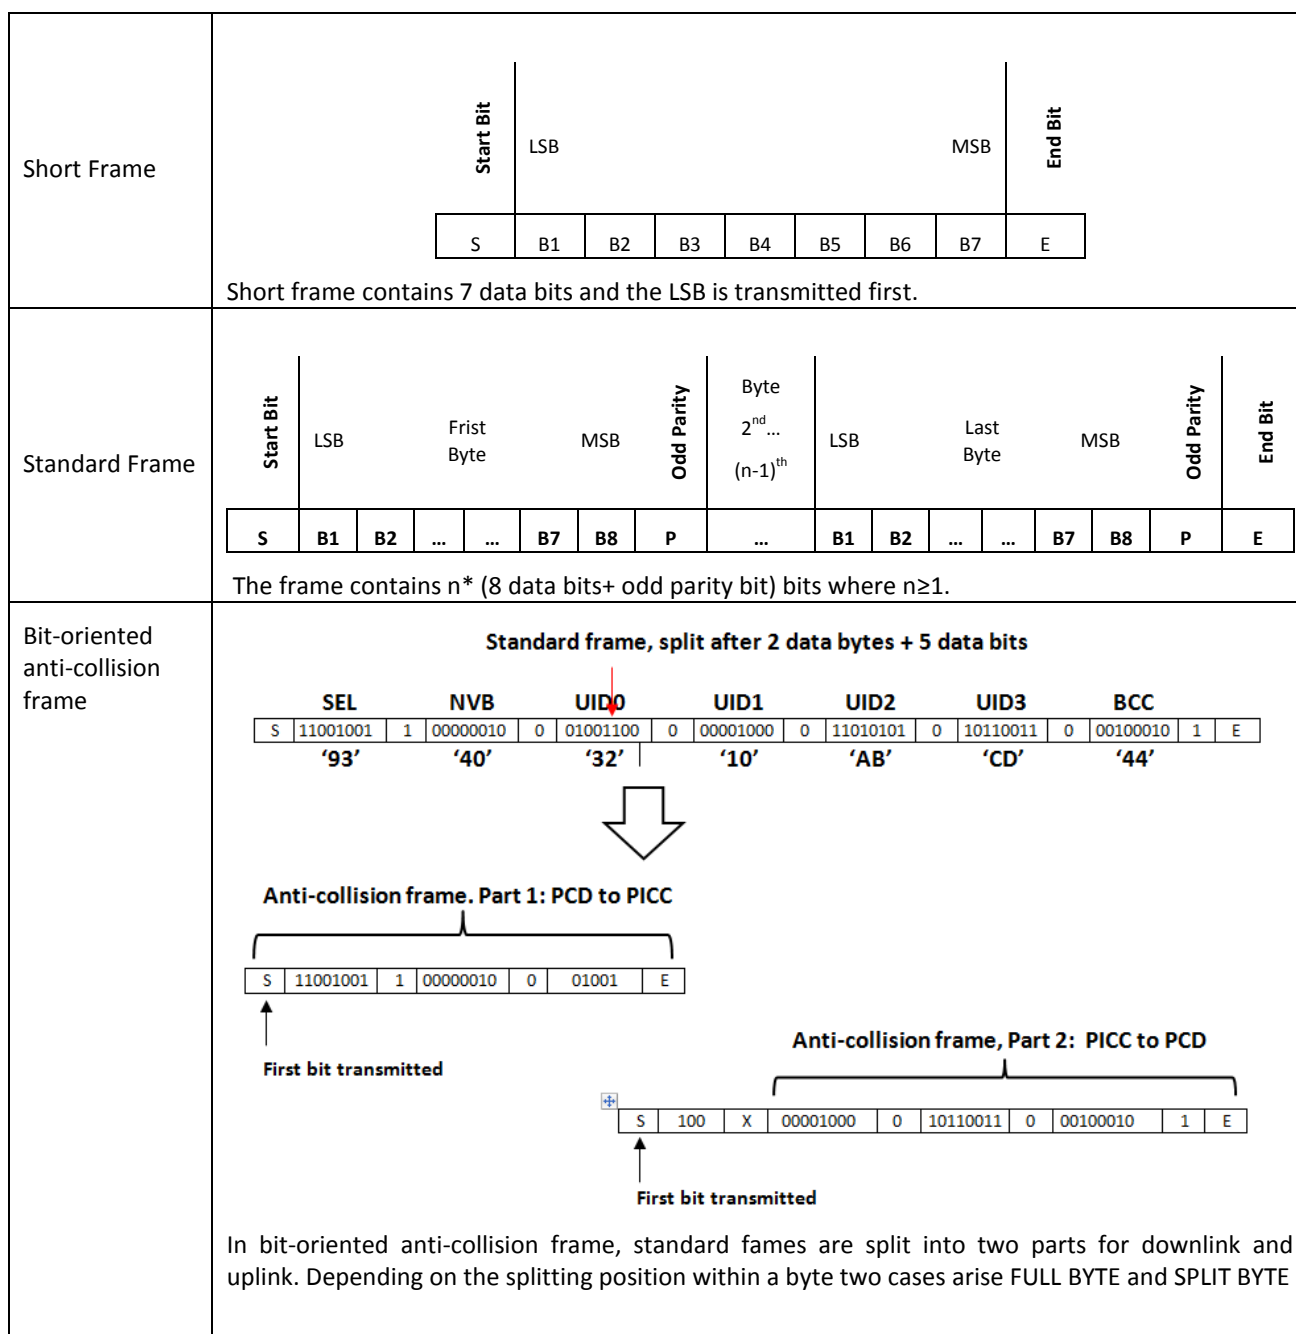 Short Frame
Start Bit
LSB
MSB
End Bit
S B1 B2 B3 B4 B5 B6 B7 E
Short frame contains 7 data bits and the LSB is transmitted first.
Standard Frame
Start Bit
LSB
Frist
Byte
MSB
Odd Parity
Byte
2nd...
(n-1)th
LSB
Last
Byte
MSB
Odd Parity
End Bit
S B1 B2 ... ... B7 B8 P ... B1 B2 ... ... B7 B8 P E
The frame contains n* (8 data bits+ odd parity bit) bits where n≥1.
Bit-oriented
anti-collision
frame
Standard frame, split after 2 data bytes + 5 data bits
SEL NVB UID0 UID1 UID2 UID3 BCC
S 11001001 1 00000010 0 01001100 0 00001000 0 11010101 0 10110011 0 00100010 1 E
‘93’ ‘40’ ‘32’ ‘10’ ‘AB’ ‘CD’ ‘44’
Anti-collision frame. Part 1: PCD to PICC
S 11001001 1 00000010 0 01001 E
First bit transmitted
Anti-collision frame, Part 2: PICC to PCD
S 100 X 00001000 0 10110011 0 00100010 1 E
First bit transmitted
In bit-oriented anti-collision frame, standard fames are split into two parts for downlink and
uplink. Depending on the splitting position within a byte two cases arise FULL BYTE and SPLIT BYTE